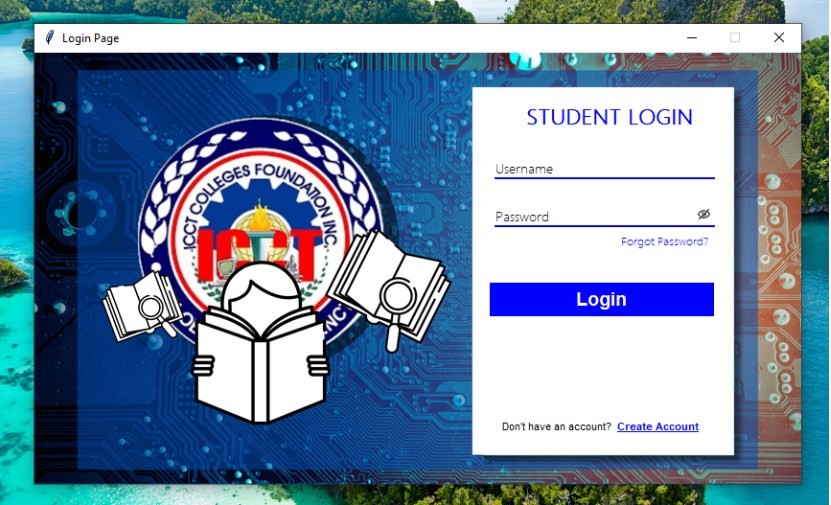 Login Page
ICCT COLLEGES FOUNDATION INC.
ICCT
INC
STUDENT LOGIN
Username
Password
Forgot Password?
Login
Don't have an account? Create Account